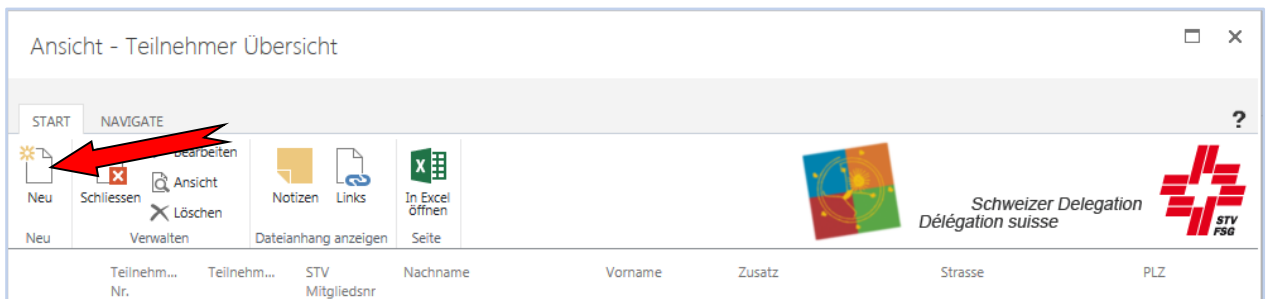 Ansicht - Teilnehmer Übersicht
START NAVIGATE
?
Neu
Schliessen
bearbeiten
Ansicht
Löschen
Notizen
Links
In Excel
öffnen
Neu Verwalten Dateianhang anzeigen Seite
Schweizer Delegation
Délégation suisse
STV
FSG
Teilnehm... Teilnehm... STV Nachname Vorname Zusatz Strasse PLZ
Nr. Mitgliedsnr